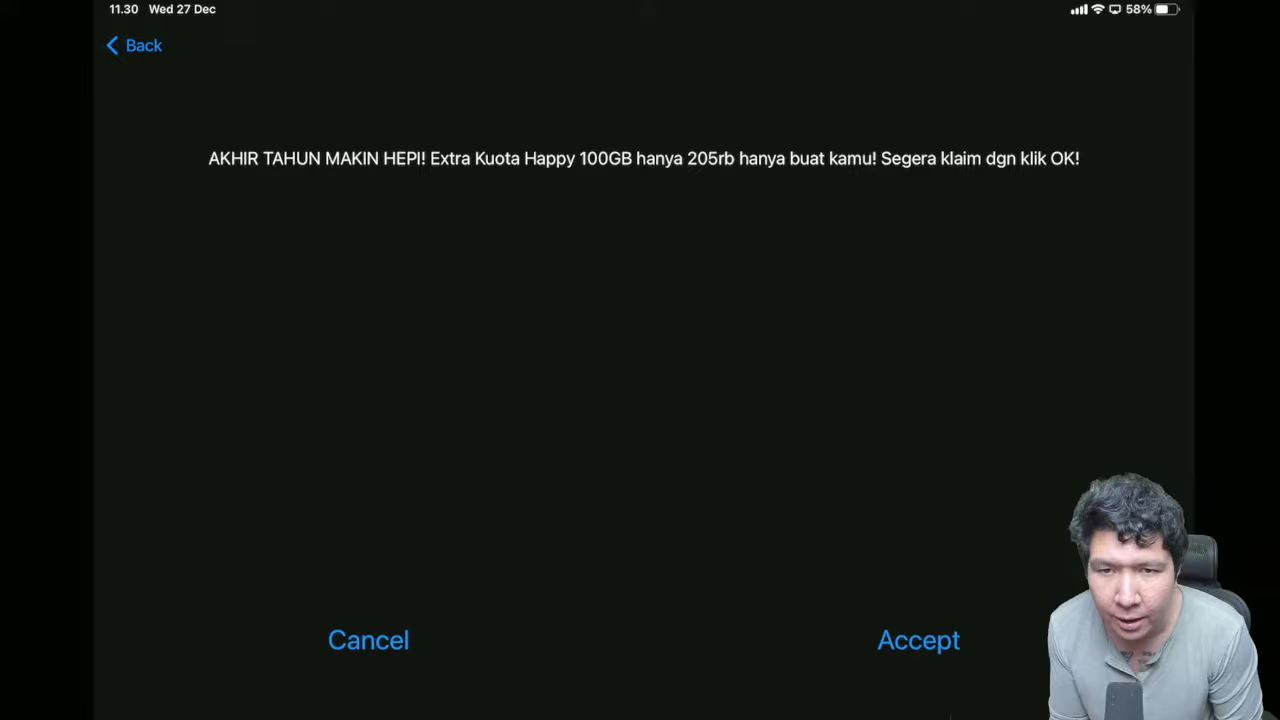 11.30 Wed 27 Dec
58%
Back
AKHIR TAHUN MAKIN HEPI! Extra Kuota Happy 100GB hanya 205rb hanya buat kamu! Segera klaim dgn klik OK!
Cancel
Accept